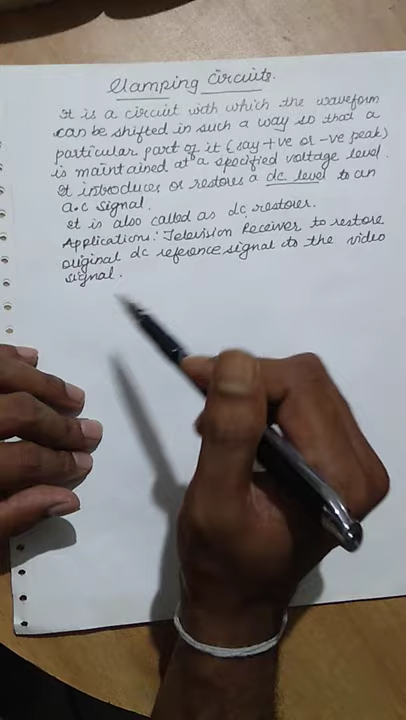 Clamping Circuits.
It is a circuit with which the waveform
can be shifted in such a way so that a
particular part of it (say +ve or -ve peak)
is maintained at a specified voltage level.
It introduces or restores a dc level to an
a.c signal.
It is also called as dc restorer.
Applications: Television Receiver to restore
original dc reference signal to the video
signal.